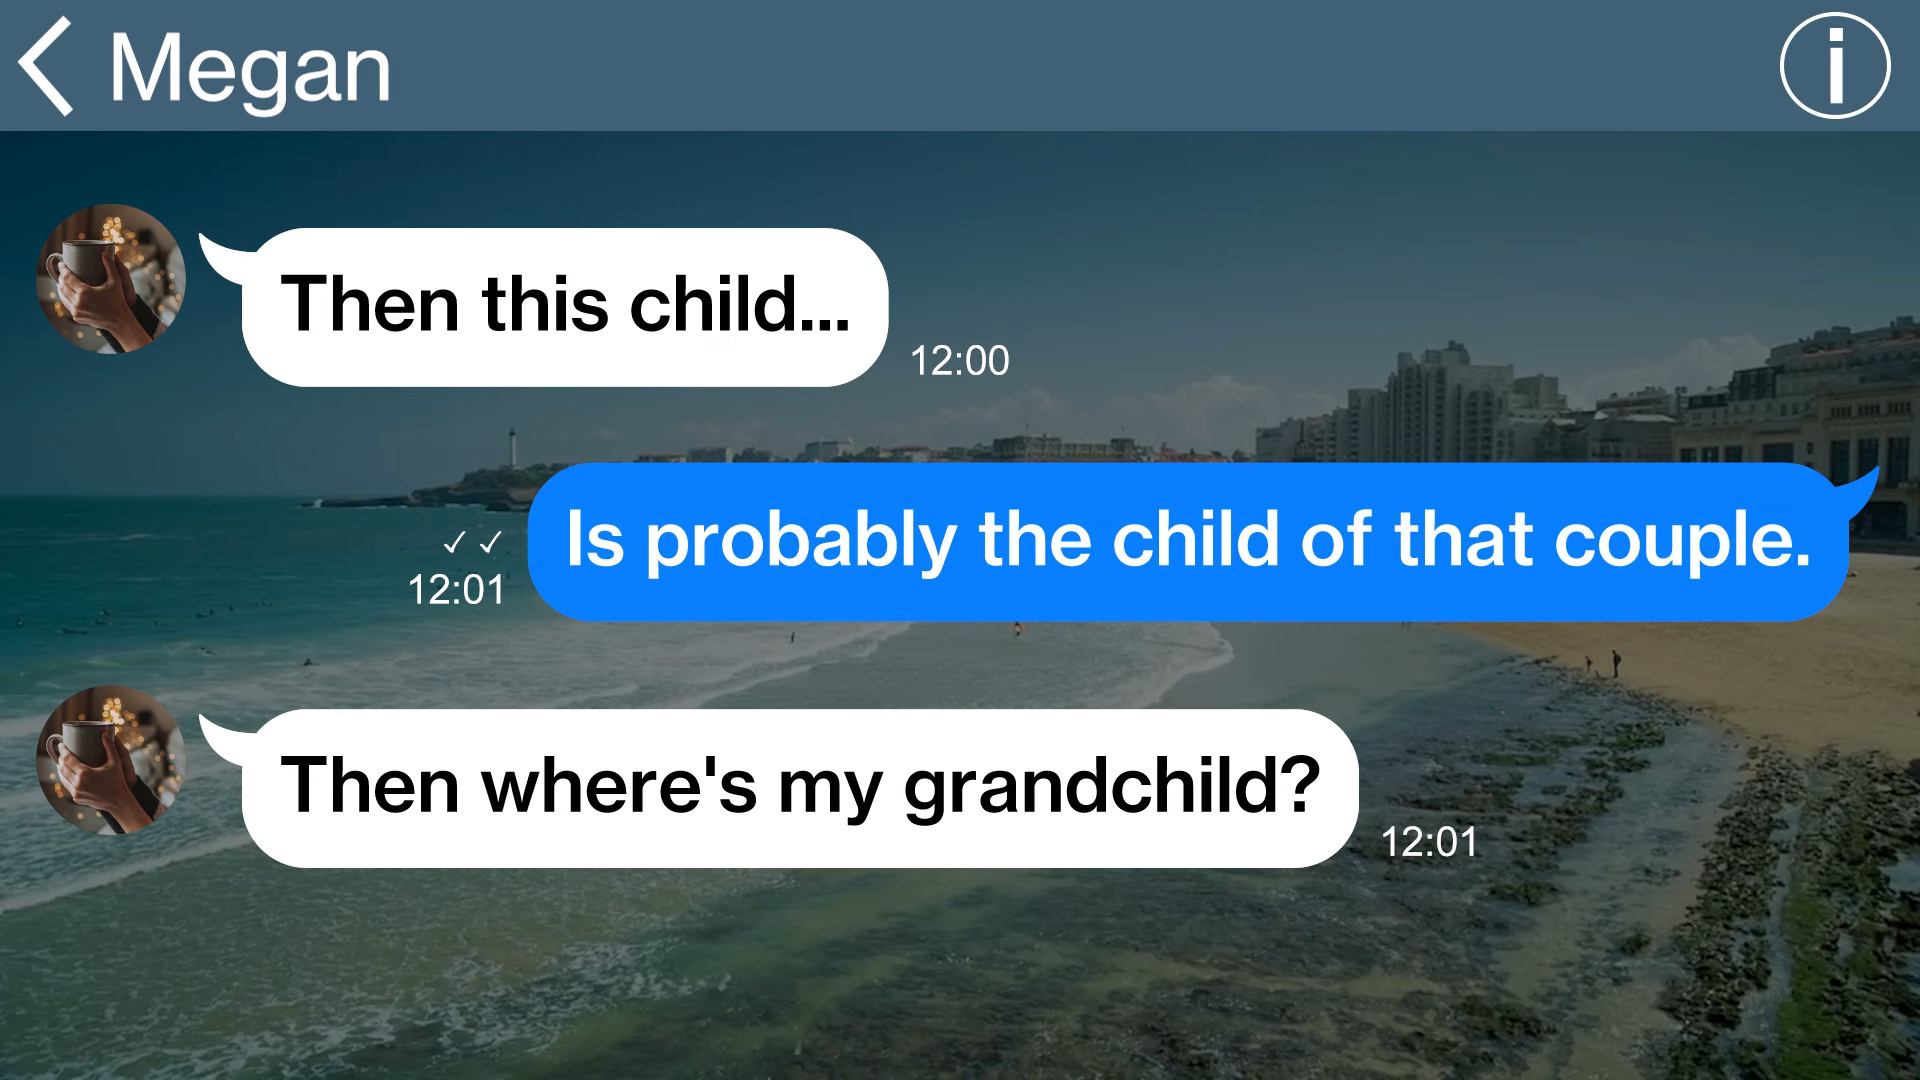 Megan
Then this child...
12:00
Is probably the child of that couple.
✓✓
12:01
Then where's my grandchild?
12:01